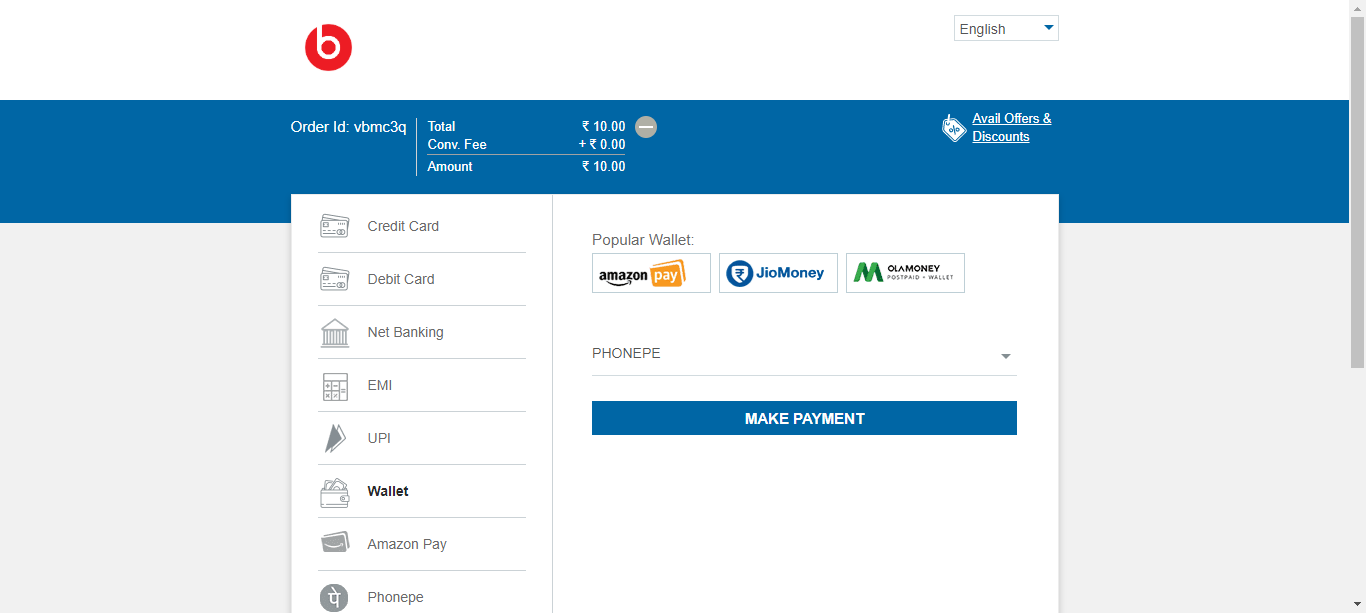 b
English
Order Id: vbmc3q
Total ₹ 10.00
Conv. Fee + ₹ 0.00
Amount ₹ 10.00
Avail Offers &
Discounts
Credit Card
Debit Card
Net Banking
EMI
UPI
Wallet
Amazon Pay
पे Phonepe
Popular Wallet:
amazon pay
₹ JioMoney
OLAMONEY
POSTPAID + WALLET
PHONEPE
MAKE PAYMENT